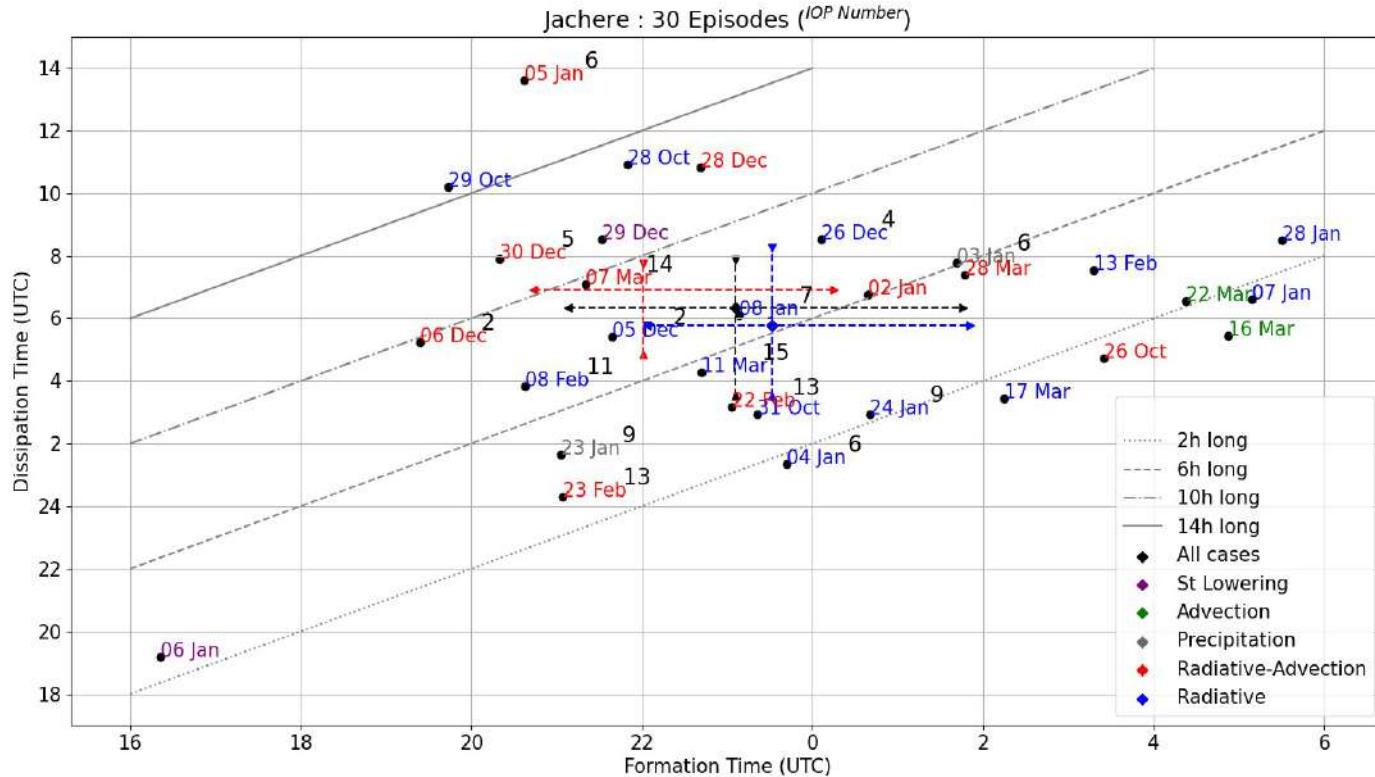 Jachere : 30 Episodes (IOP Number)
05 Jan 6
28 Oct
28 Dec
29 Oct
29 Dec
26 Dec 4
28 Jan
30 Dec 5
03 Jan 6
13 Feb
07 Mar 14
28 Mar
02 Jan
22 Mar
07 Jan
08 Jan 7
06 Dec 2
05 Dec 2
16 Mar
26 Oct
11 Mar 15
08 Feb 11
22 Feb 13
31 Oct
24 Jan 9
17 Mar
23 Jan 9
04 Jan 6
23 Feb 13
06 Jan
14
12
10
8
6
4
2
24
22
20
18
Dissipation Time (UTC)
16
18
20
22
0
2
4
6
Formation Time (UTC)
2h long
6h long
10h long
14h long
All cases
St Lowering
Advection
Precipitation
Radiative-Advection
Radiative